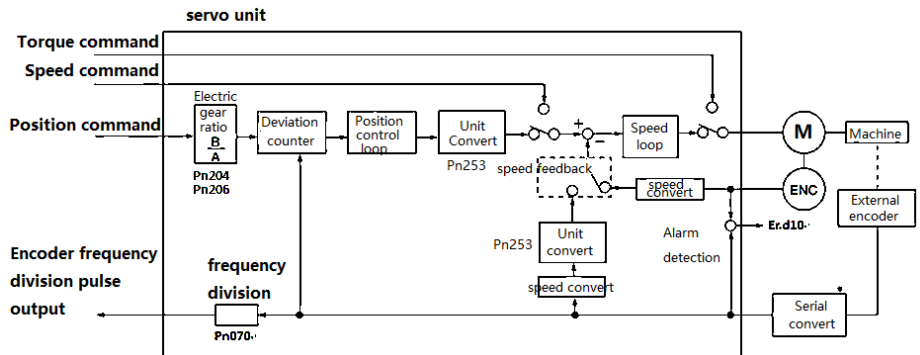 servo unit
Torque command
Speed command
Position command
Electric
gear
ratio
B
A
Pn204
Pn206
Deviation
counter
Position
control
loop
Unit
Convert
Pn253
+
−
Speed
loop
M
Machine
speed feedback
speed
convert
ENC
External
encoder
Er.d10
Alarm
detection
Pn253
Unit
convert
speed convert
Encoder frequency
division pulse
output
frequency
division
Pn070
Serial
convert